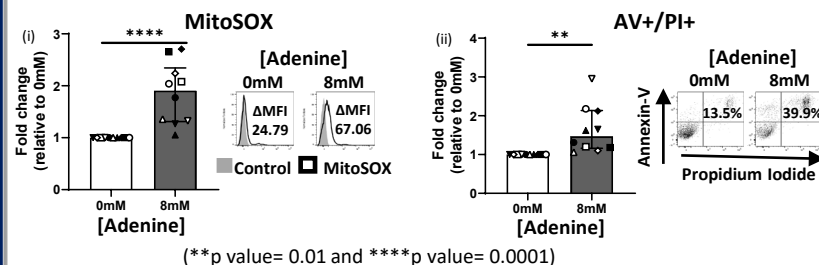 MitoSOX
(i)
Fold change
(relative to 0mM)
3
2
1
0
****
0mM
8mM
[Adenine]
[Adenine]
0mM
8mM
ΔMFI
24.79
ΔMFI
67.06
Control
MitoSOX
AV+/PI+
(ii)
Fold change
(relative to 0mM)
4
3
2
1
0
**
0mM
8mM
[Adenine]
[Adenine]
0mM
8mM
Annexin-V
13.5%
39.9%
Propidium Iodide
(**p value= 0.01 and ****p value= 0.0001)